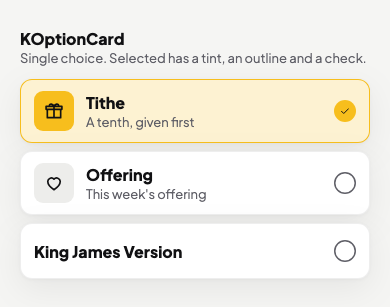 KOptionCard
Single choice. Selected has a tint, an outline and a check.
Tithe
A tenth, given first
Offering
This week's offering
King James Version